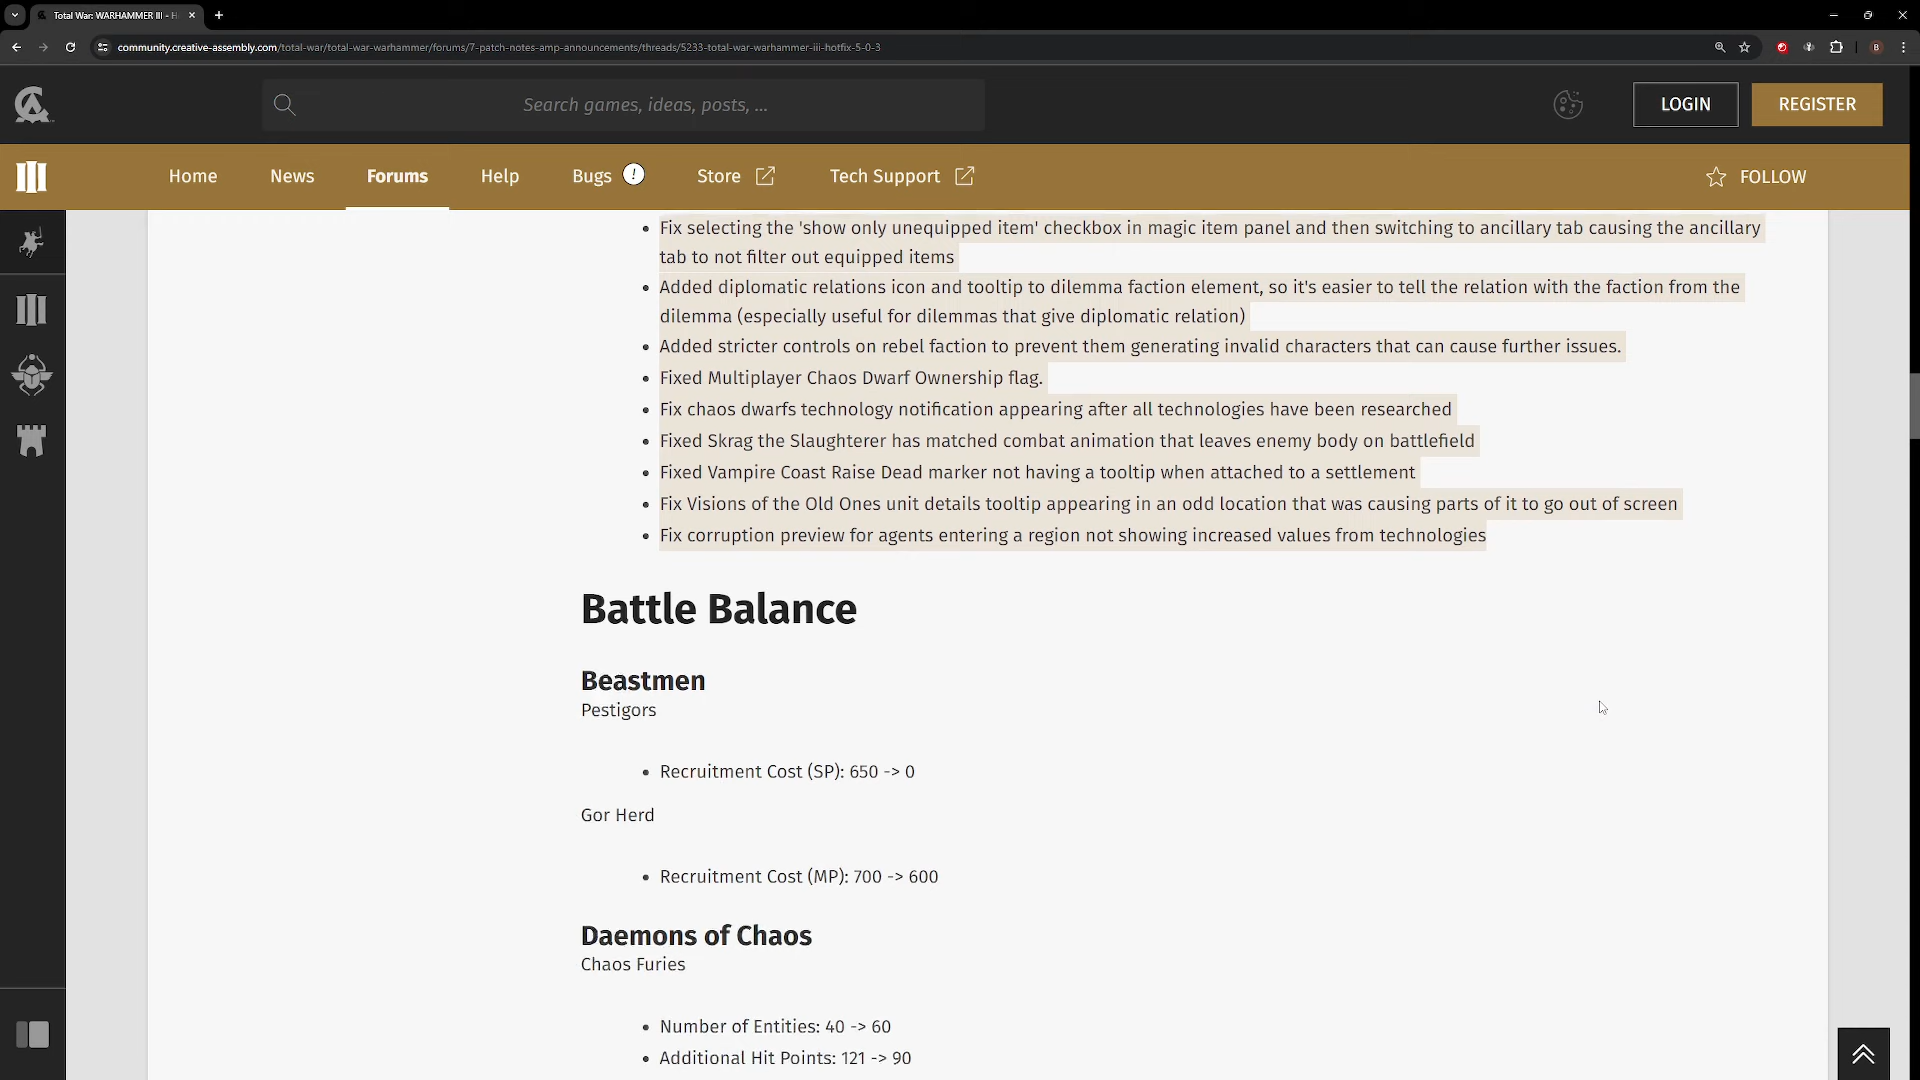 Total War: WARHAMMER III - H
community.creative-assembly.com/total-war/total-war-warhammer/forums/7-patch-notes-amp-announcements/threads/5233-total-war-warhammer-iii-hotfix-5-0-3
B
Search games, ideas, posts, ...
LOGIN
REGISTER
Home
News
Forums
Help
Bugs
!
Store
Tech Support
FOLLOW
• Fix selecting the 'show only unequipped item' checkbox in magic item panel and then switching to ancillary tab causing the ancillary
tab to not filter out equipped items
• Added diplomatic relations icon and tooltip to dilemma faction element, so it's easier to tell the relation with the faction from the
dilemma (especially useful for dilemmas that give diplomatic relation)
• Added stricter controls on rebel faction to prevent them generating invalid characters that can cause further issues.
• Fixed Multiplayer Chaos Dwarf Ownership flag.
• Fix chaos dwarfs technology notification appearing after all technologies have been researched
• Fixed Skrag the Slaughterer has matched combat animation that leaves enemy body on battlefield
• Fixed Vampire Coast Raise Dead marker not having a tooltip when attached to a settlement
• Fix Visions of the Old Ones unit details tooltip appearing in an odd location that was causing parts of it to go out of screen
• Fix corruption preview for agents entering a region not showing increased values from technologies
Battle Balance
Beastmen
Pestigors
• Recruitment Cost (SP): 650 -> 0
Gor Herd
• Recruitment Cost (MP): 700 -> 600
Daemons of Chaos
Chaos Furies
• Number of Entities: 40 -> 60
• Additional Hit Points: 121 -> 90